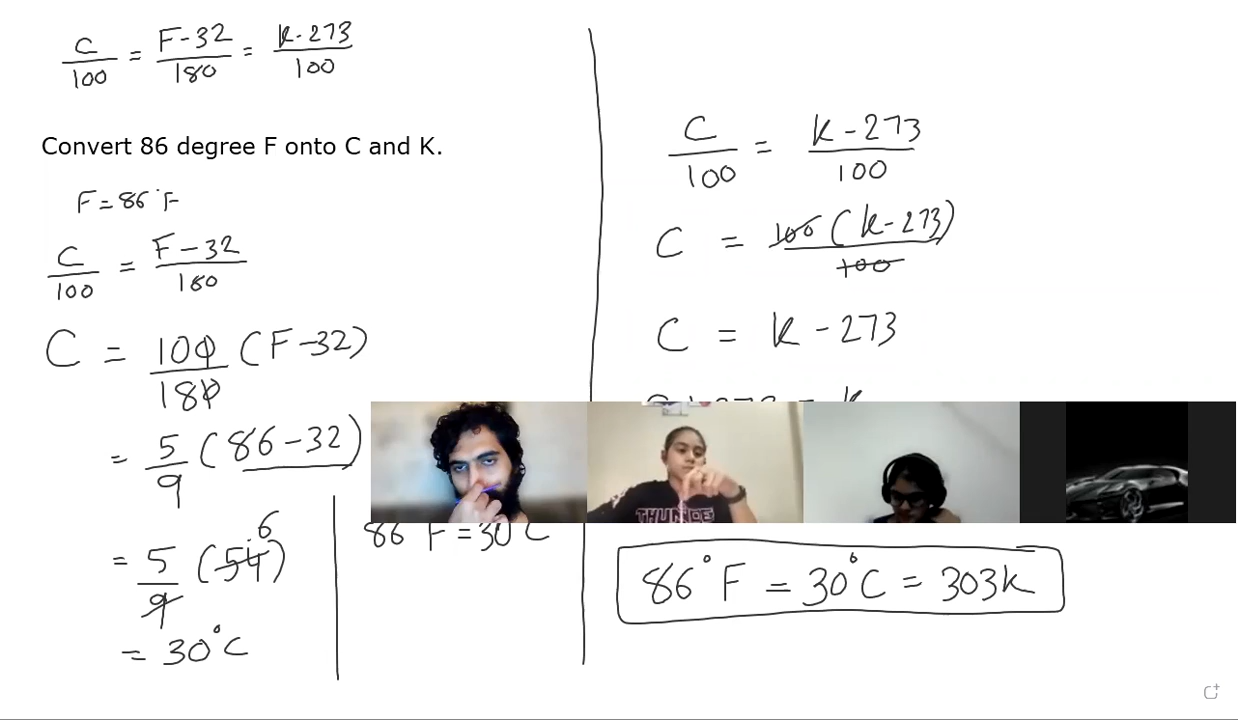 C/100 = F-32/180 = K-273/100
Convert 86 degree F onto C and K.
F = 86°F
C/100 = F-32/180
C = 100/180 (F-32)
= 5/9 (86-32)
= 5/9 (54) 6
= 30°C
86 F = 30 C
C/100 = K-273/100
C = 100(K-273)/100
C = K-273
= K
86°F = 30°C = 303K